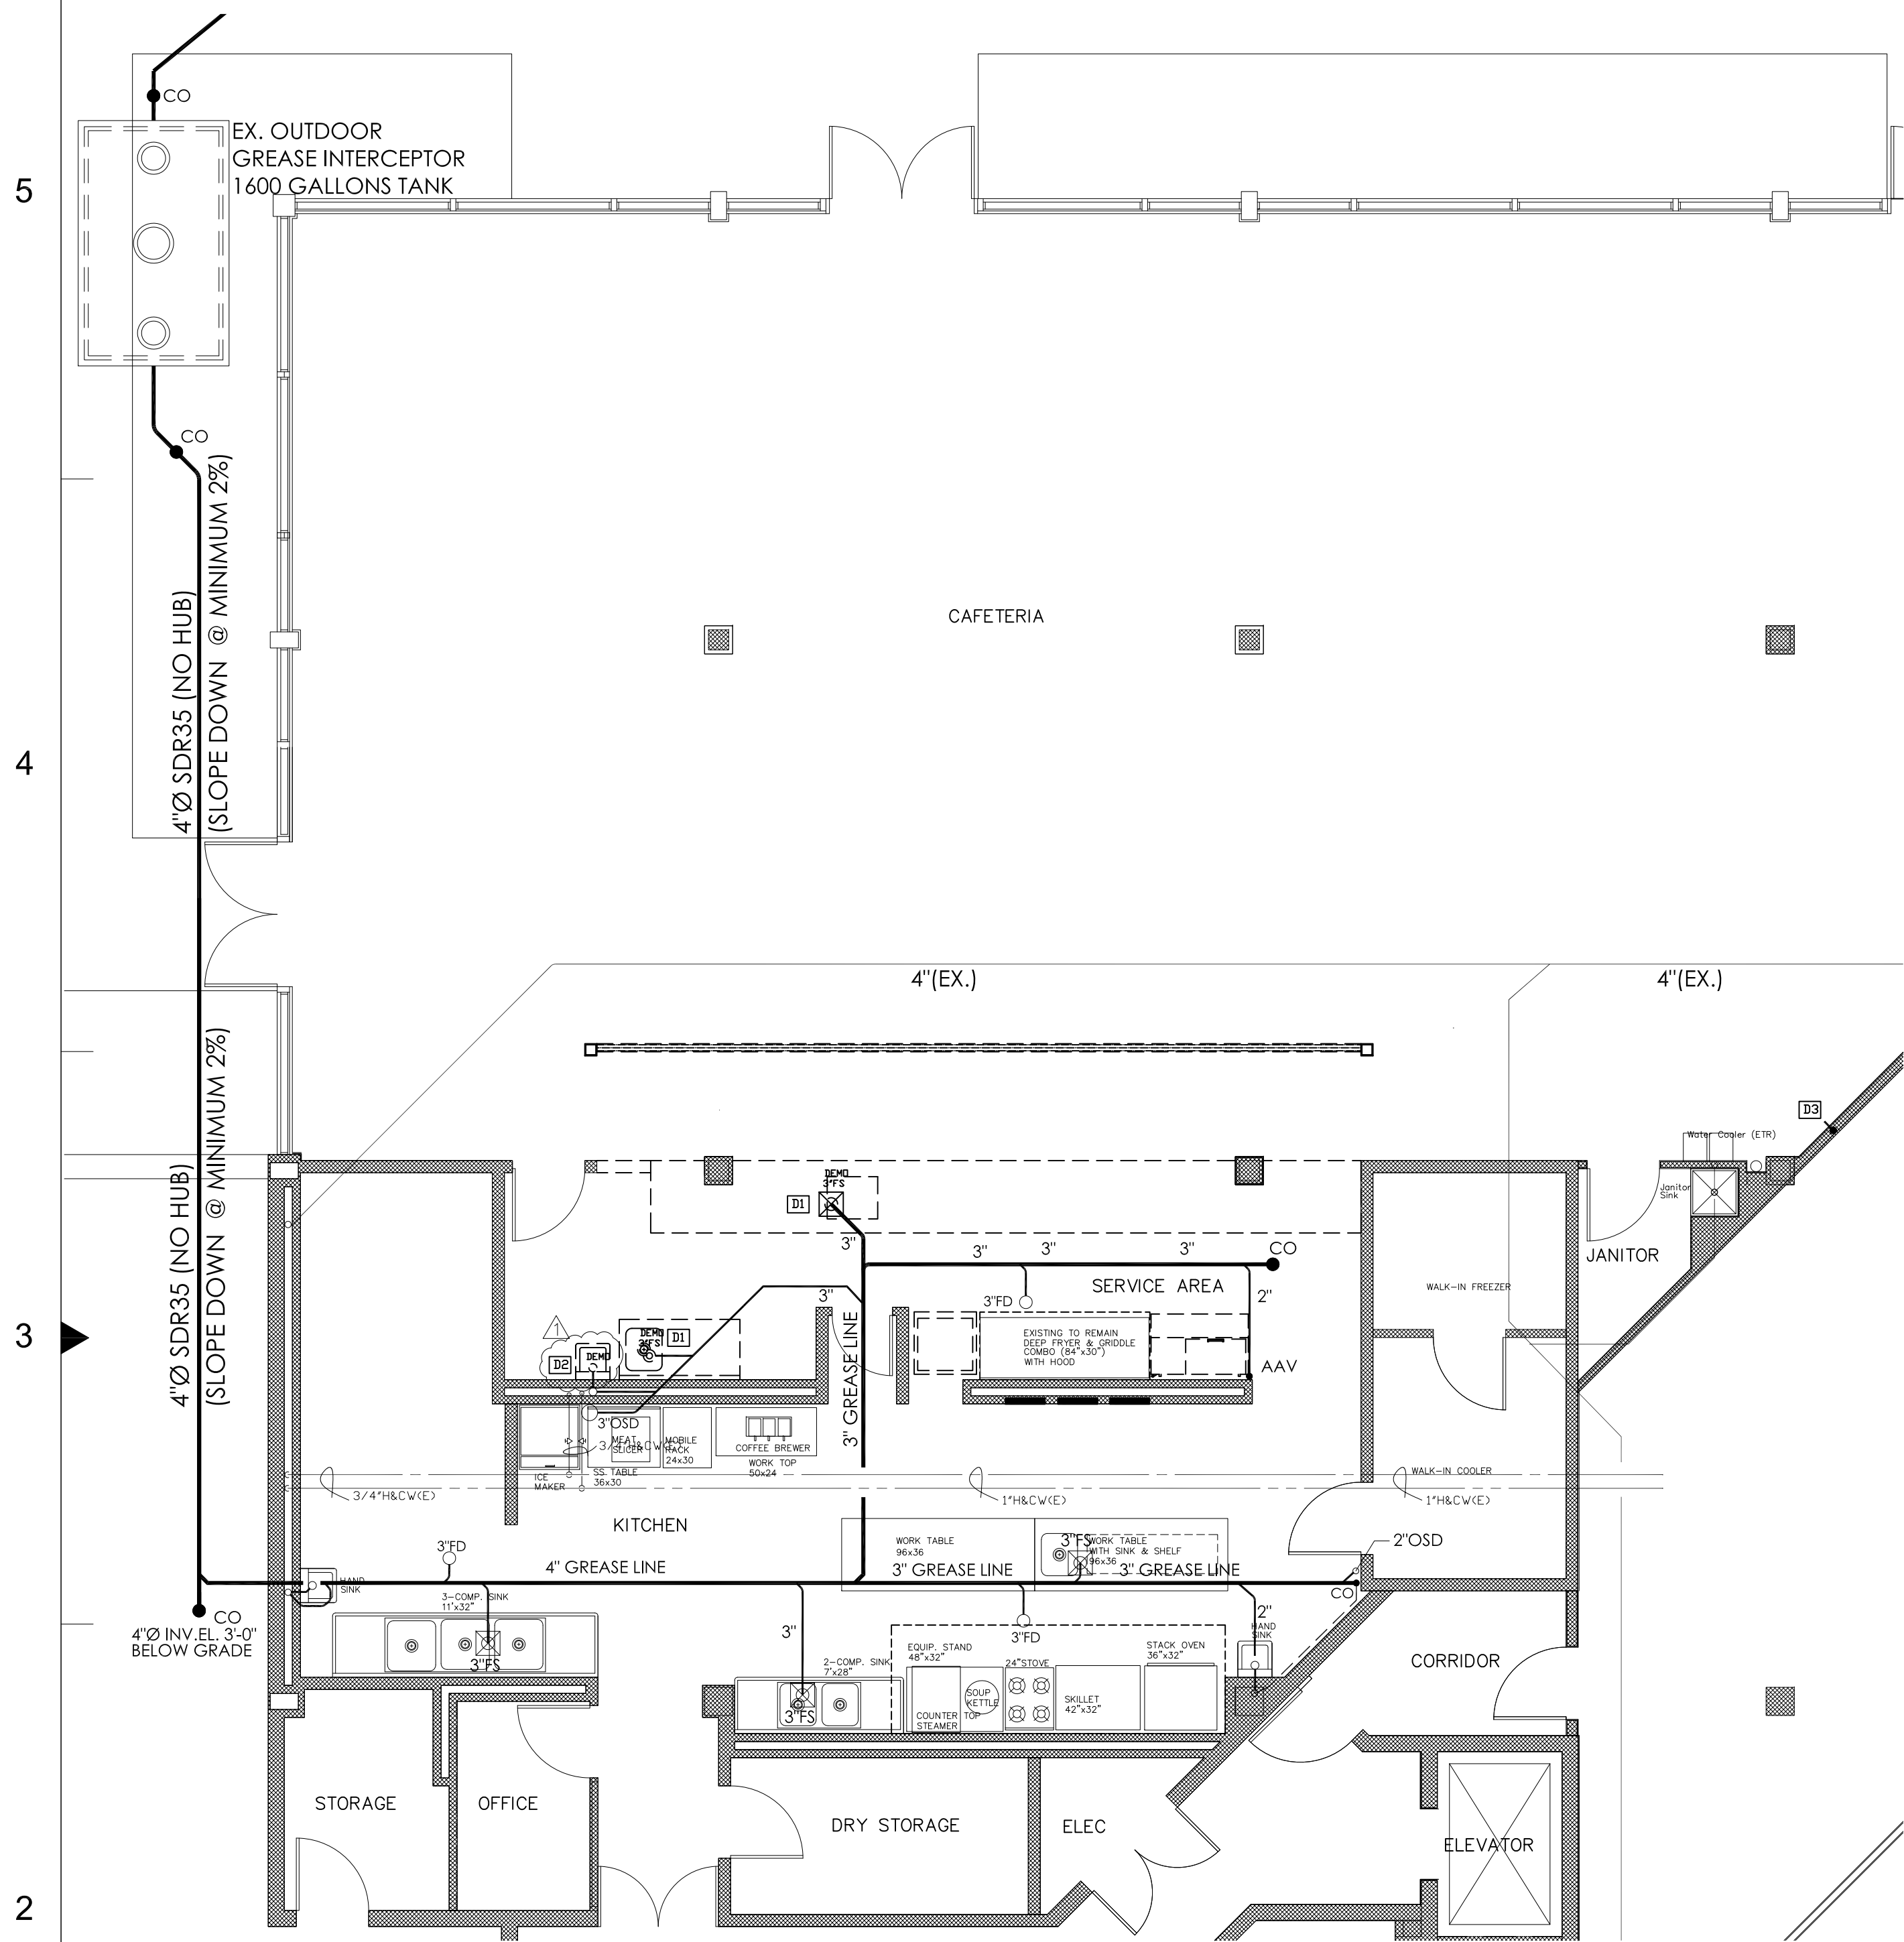 CO
EX. OUTDOOR
GREASE INTERCEPTOR
1600 GALLONS TANK
5
CO
4"Ø SDR35 (NO HUB)
(SLOPE DOWN @ MINIMUM 2%)
CAFETERIA
4
4"(EX.)
4"(EX.)
4"Ø SDR35 (NO HUB)
(SLOPE DOWN @ MINIMUM 2%)
D3
Water Cooler (ETR)
DEMO
3"FS
D1
Janitor
Sink
3"
3"
3"
3"
CO
JANITOR
SERVICE AREA
WALK-IN FREEZER
3"
3"FD
2"
3" GREASE LINE
3
1
DEMO
3"FS
D1
D2
DEMO
EXISTING TO REMAIN
DEEP FRYER & GRIDDLE
COMBO (84"x30")
WITH HOOD
AAV
3"OSD
MEAT
SLICER
3/4"H&CW(E)
MOBILE
RACK
24x30
COFFEE BREWER
WORK TOP
50x24
ICE
MAKER
SS. TABLE
36x30
WALK-IN COOLER
3/4"H&CW(E)
1"H&CW(E)
1"H&CW(E)
KITCHEN
3"FD
4" GREASE LINE
WORK TABLE
96x36
3"FS
WORK TABLE
WITH SINK & SHELF
96x36
2"OSD
3" GREASE LINE
3" GREASE LINE
HAND
SINK
CO
3-COMP. SINK
11'x32"
CO
4"Ø INV.EL. 3'-0"
BELOW GRADE
3"
3"FD
2"
HAND
SINK
3"FS
2-COMP. SINK
7'x28"
EQUIP. STAND
48"x32"
24"STOVE
STACK OVEN
36"x32"
CORRIDOR
SOUP
KETTLE
SKILLET
42"x32"
3"FS
COUNTER TOP
STEAMER
STORAGE
OFFICE
DRY STORAGE
ELEC
ELEVATOR
2